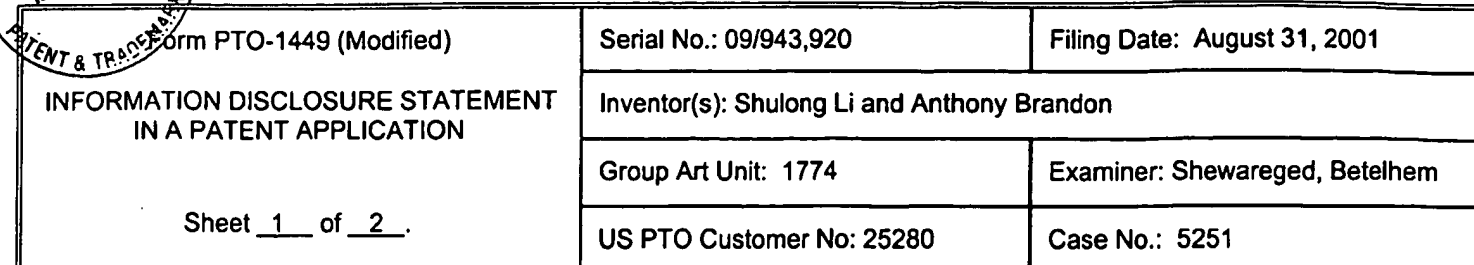 PATENT & TRADEMARK
Form PTO-1449 (Modified)
INFORMATION DISCLOSURE STATEMENT
IN A PATENT APPLICATION
Sheet 1 of 2.
Serial No.: 09/943,920
Filing Date: August 31, 2001
Inventor(s): Shulong Li and Anthony Brandon
Group Art Unit: 1774
Examiner: Shewareged, Betelhem
US PTO Customer No: 25280
Case No.: 5251